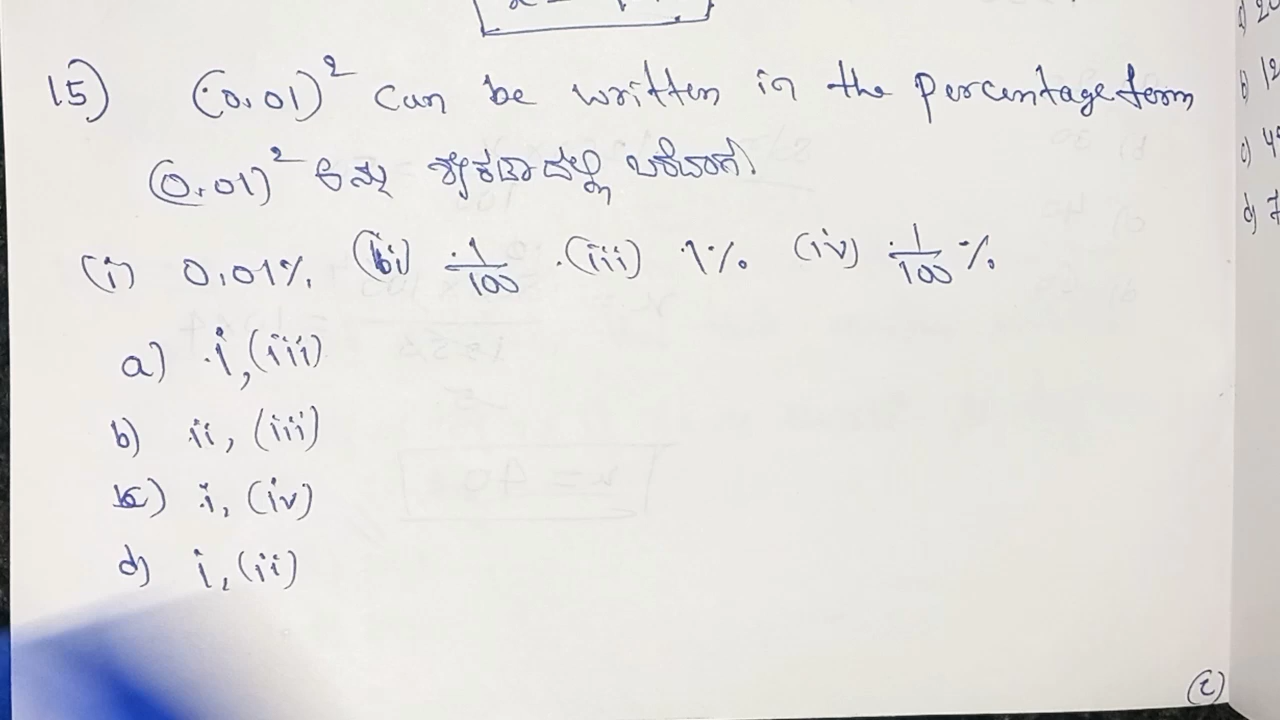 15) (0.01)² can be written in the percentage form
(0.01)² ಅನ್ನು ಶೇಕಡಾದಲ್ಲಿ ಬರೆದಾಗ.
(i) 0.01% (ii) 1/100 (iii) 1% (iv) 1/100 %
a) i, (iii)
b) ii, (iii)
c) i, (iv)
d) i, (ii)